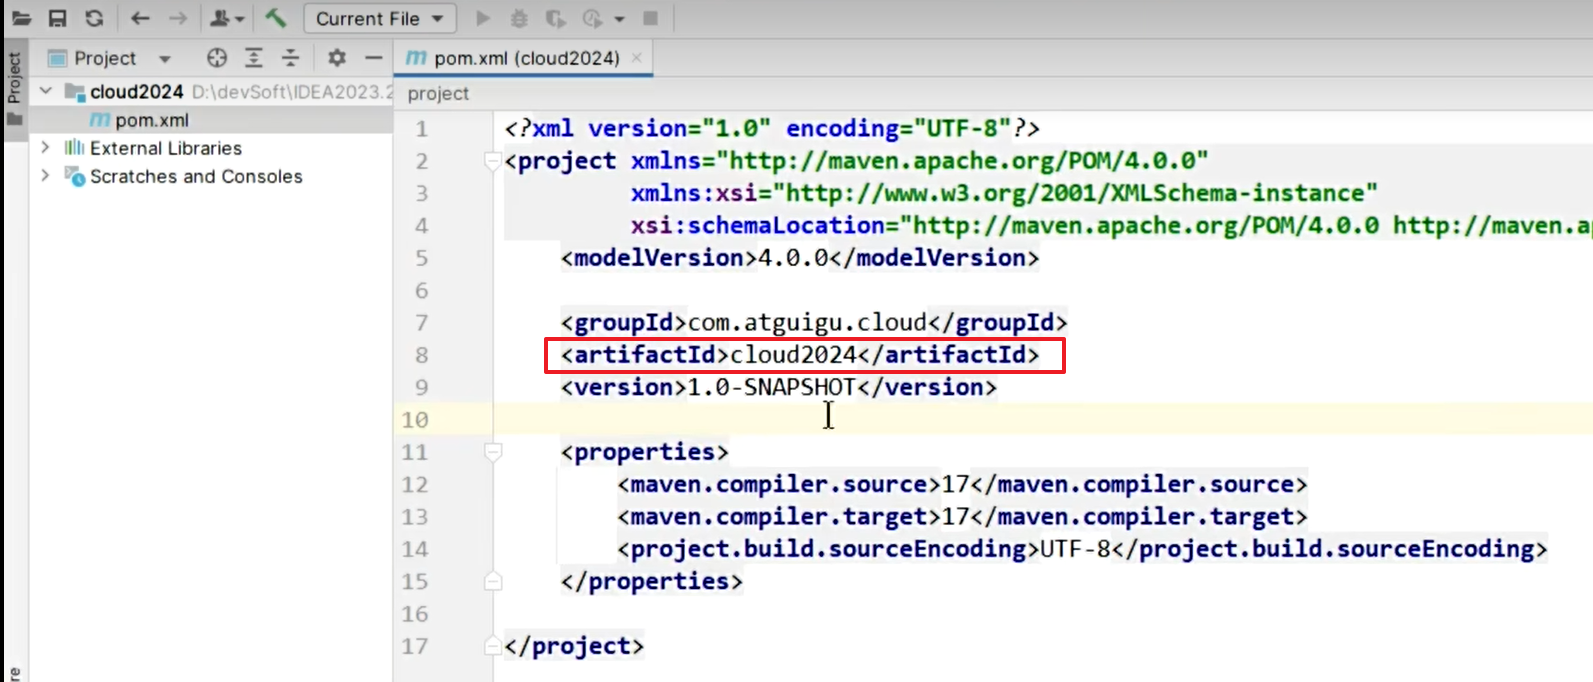 Current File
Project
Project
pom.xml (cloud2024)
cloud2024 D:\devSoft\IDEA2023.2
project
pom.xml
External Libraries
Scratches and Consoles
1 <?xml version="1.0" encoding="UTF-8"?>
2 <project xmlns="http://maven.apache.org/POM/4.0.0"
3 xmlns:xsi="http://www.w3.org/2001/XMLSchema-instance"
4 xsi:schemaLocation="http://maven.apache.org/POM/4.0.0 http://maven.ap
5 <modelVersion>4.0.0</modelVersion>
6
7 <groupId>com.atguigu.cloud</groupId>
8 <artifactId>cloud2024</artifactId>
9 <version>1.0-SNAPSHOT</version>
10
11 <properties>
12 <maven.compiler.source>17</maven.compiler.source>
13 <maven.compiler.target>17</maven.compiler.target>
14 <project.build.sourceEncoding>UTF-8</project.build.sourceEncoding>
15 </properties>
16
17 </project>
re